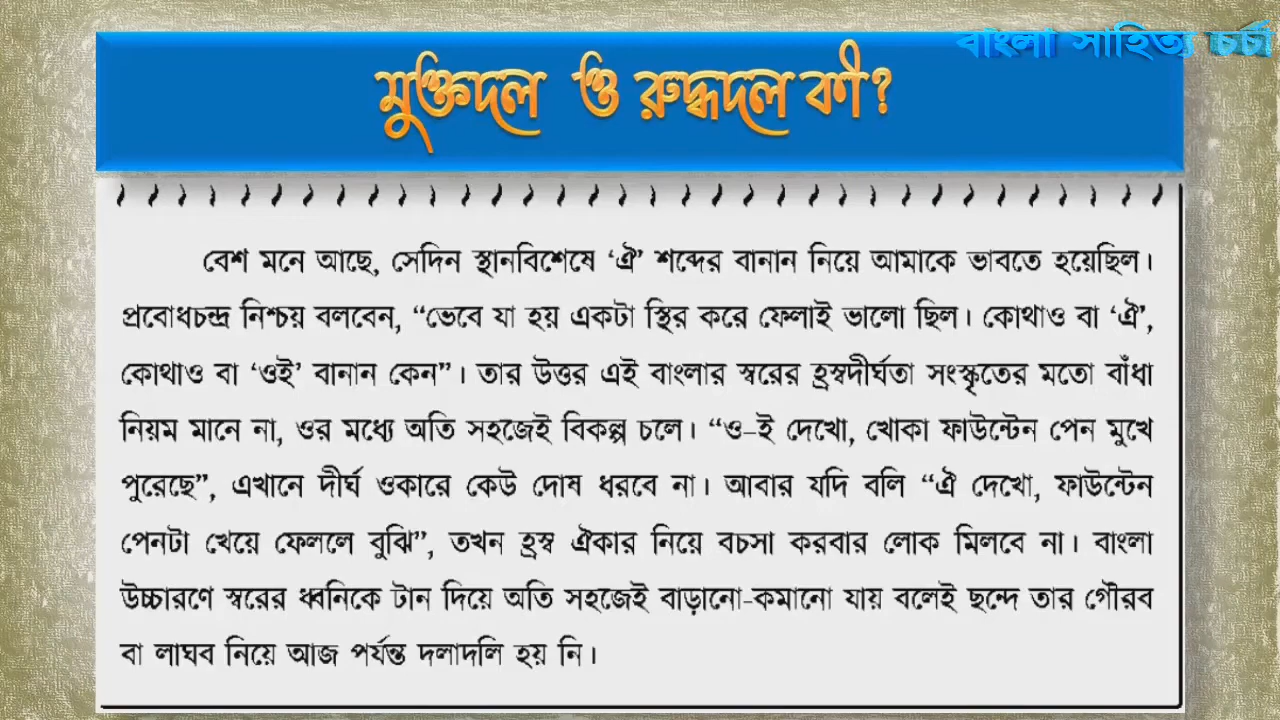 বাংলা সাহিত্য চর্চা
মুক্তদল ও রুদ্ধদল কী?
বেশ মনে আছে, সেদিন স্থানবিশেষে ‘ঐ’ শব্দের বানান নিয়ে আমাকে ভাবতে হয়েছিল।
প্রবোধচন্দ্র নিশ্চয় বলবেন, “ভেবে যা হয় একটা স্থির করে ফেলাই ভালো ছিল। কোথাও বা ‘ঐ’,
কোথাও বা ‘ওই’ বানান কেন”। তার উত্তর এই বাংলার স্বরের হ্রস্বদীর্ঘতা সংস্কৃতের মতো বাঁধা
নিয়ম মানে না, ওর মধ্যে অতি সহজেই বিকল্প চলে। “ও–ই দেখো, খোকা ফাউন্টেন পেন মুখে
পুরেছে”, এখানে দীর্ঘ ওকারে কেউ দোষ ধরবে না। আবার যদি বলি “ঐ দেখো, ফাউন্টেন
পেনটা খেয়ে ফেললে বুঝি”, তখন হ্রস্ব ঐকার নিয়ে বচসা করবার লোক মিলবে না। বাংলা
উচ্চারণে স্বরের ধ্বনিকে টান দিয়ে অতি সহজেই বাড়ানো-কমানো যায় বলেই ছন্দে তার গৌরব
বা লাঘব নিয়ে আজ পর্যন্ত দলাদলি হয় নি।